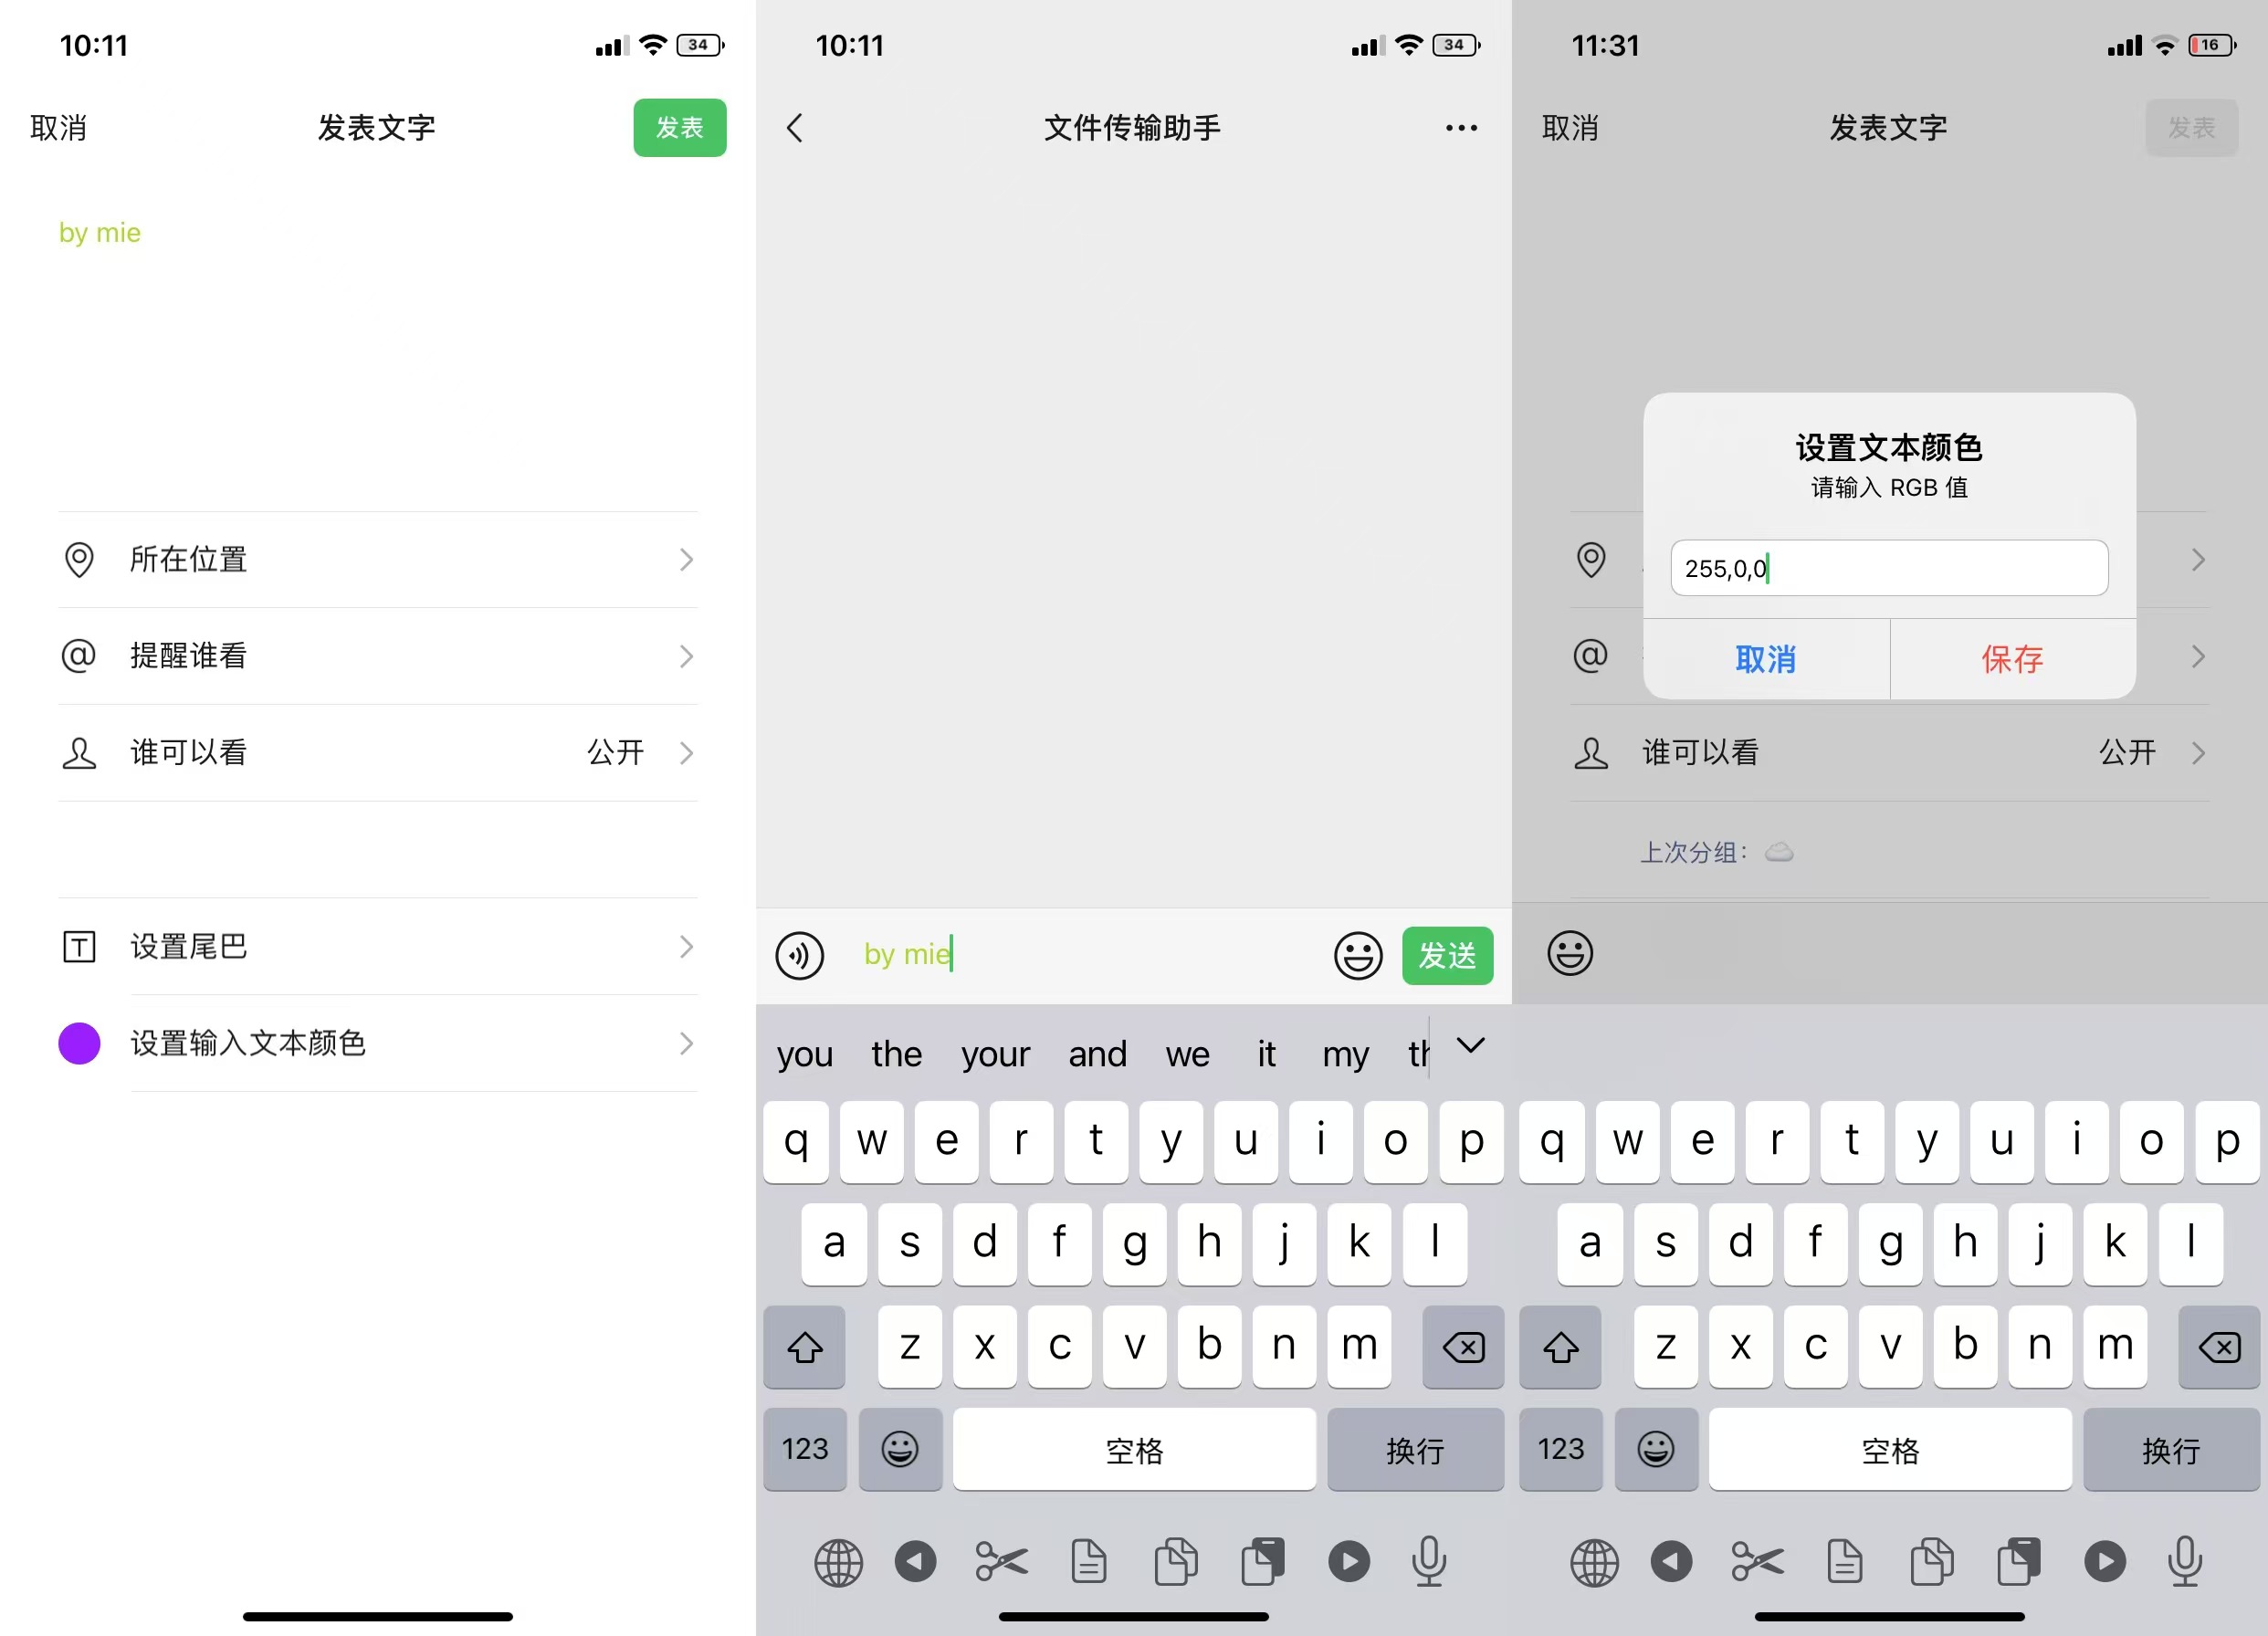 10:11
34
取消
发表文字
发表
by mie
所在位置
提醒谁看
谁可以看
公开
设置尾巴
设置输入文本颜色
10:11
34
文件传输助手
by mie
发送
you the your and we it my th
q w e r t y u i o p
a s d f g h j k l
z x c v b n m
123
空格
换行
11:31
16
取消
发表文字
发表
设置文本颜色
请输入 RGB 值
255,0,0
取消
保存
谁可以看
公开
上次分组：
q w e r t y u i o p
a s d f g h j k l
z x c v b n m
123
空格
换行